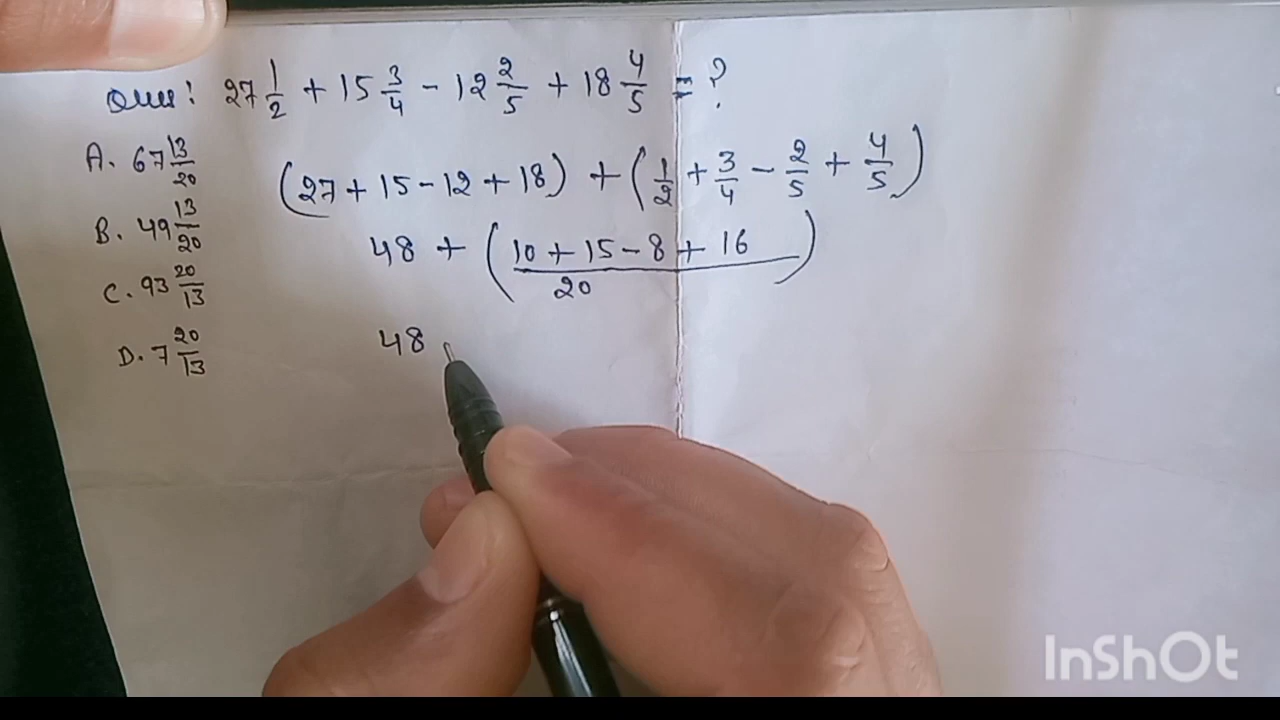 Ques: 27 1/2 + 15 3/4 - 12 2/5 + 18 4/5 = ?
A. 67 13/20
(27 + 15 - 12 + 18) + (1/2 + 3/4 - 2/5 + 4/5)
B. 49 13/20
48 + (10 + 15 - 8 + 16 / 20)
C. 93 20/13
D. 7 20/13
48
InShOt